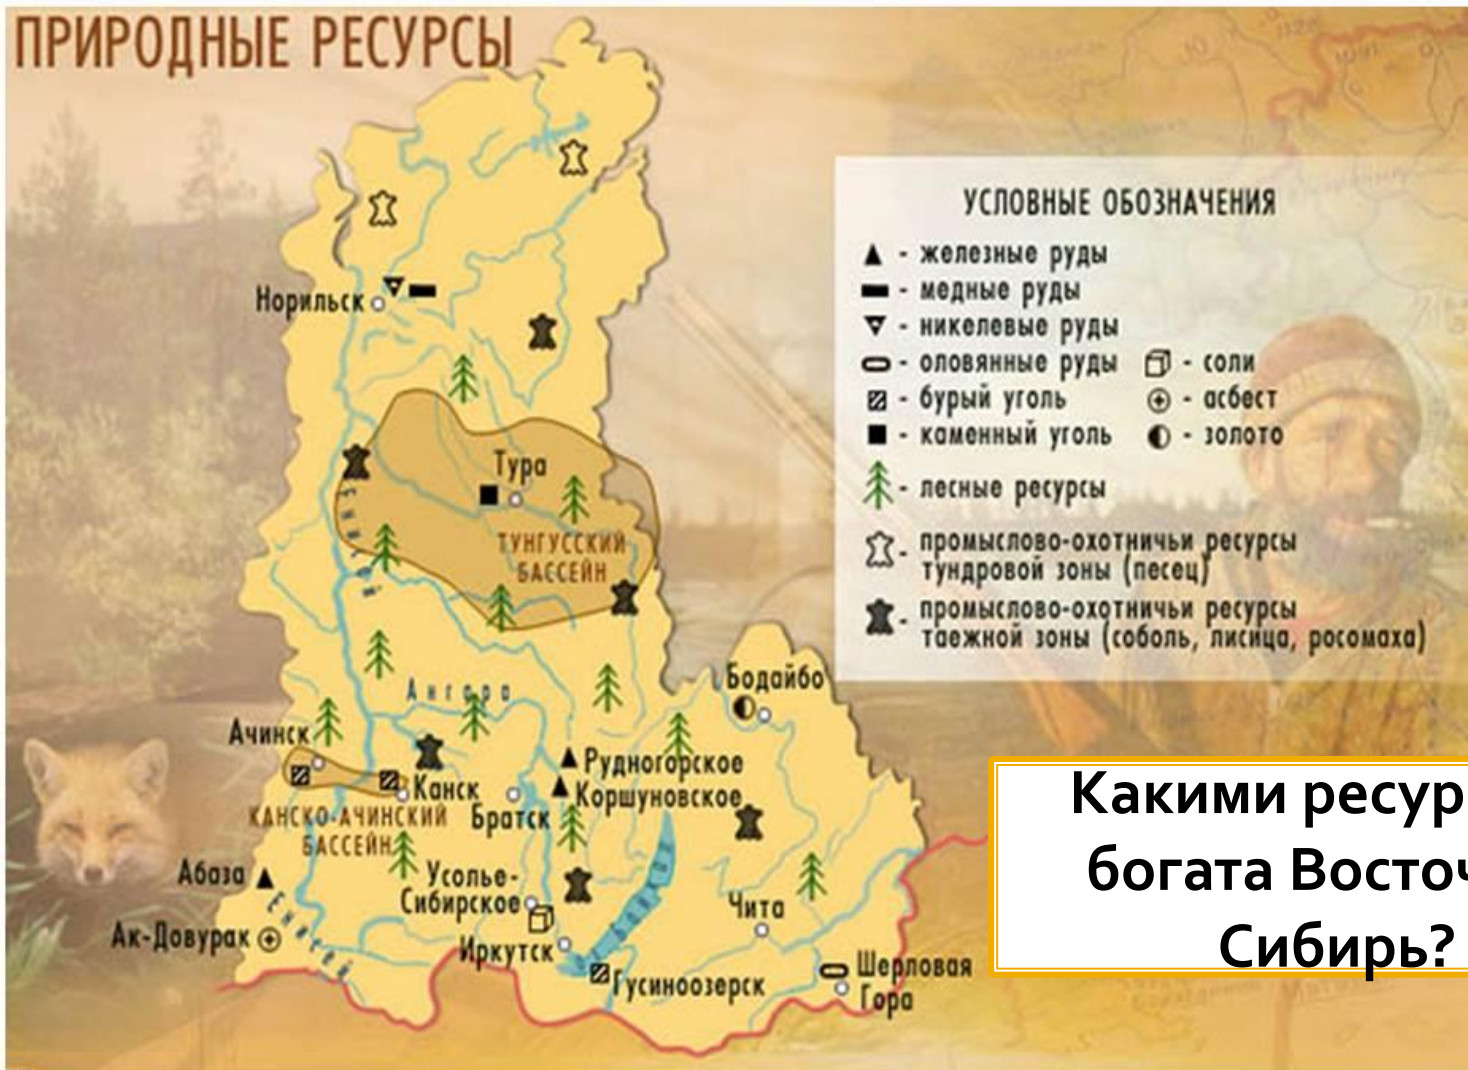 ПРИРОДНЫЕ РЕСУРСЫ
УСЛОВНЫЕ ОБОЗНАЧЕНИЯ
- железные руды
- медные руды
- никелевые руды
- оловянные руды
- соли
- бурый уголь
- асбест
- каменный уголь
- золото
- лесные ресурсы
- промыслово-охотничьи ресурсы
тундровой зоны (песец)
- промыслово-охотничьи ресурсы
таежной зоны (соболь, лисица, росомаха)
Норильск
Тура
ТУНГУССКИЙ
БАССЕЙН
Ангара
Бодайбо
Ачинск
Рудногорское
Канск
Коршуновское
КАНСКО-АЧИНСКИЙ
БАССЕЙН
Братск
Абаза
Усолье-
Сибирское
Енисей
Чита
Ак-Довурак
Иркутск
Гусиноозерск
Шерловая
Гора
Какими ресур
богата Восточ
Сибирь?